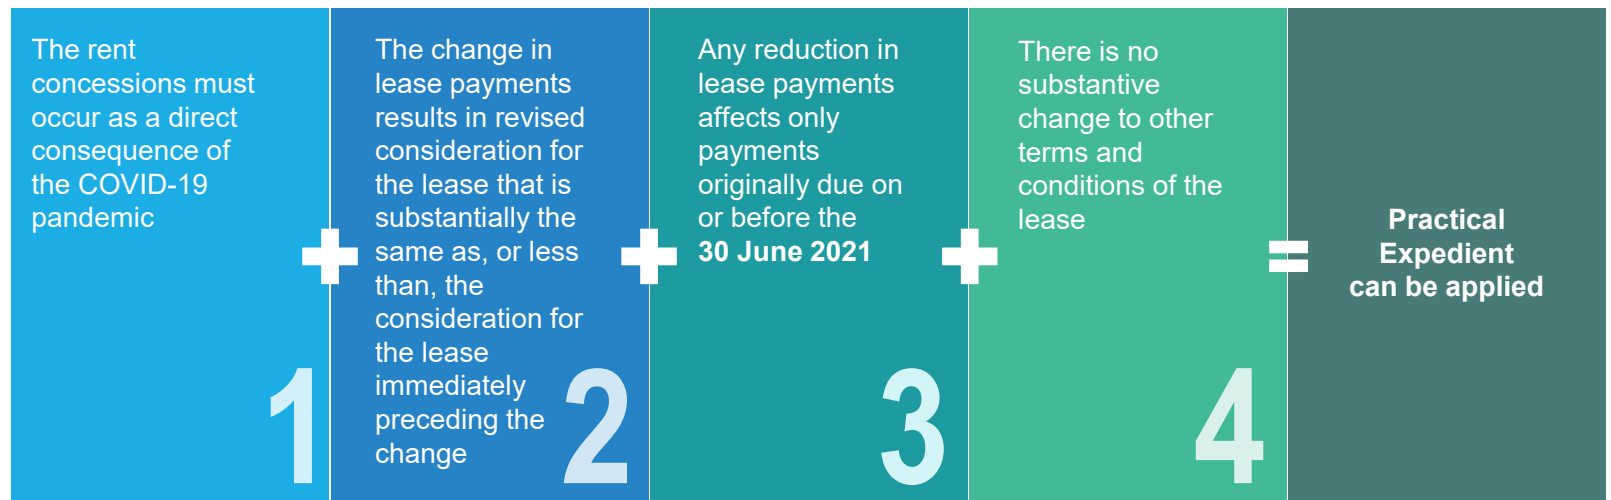 The rent
concessions must
occur as a direct
consequence of
the COVID-19
pandemic
1
The change in
lease payments
results in revised
consideration for
the lease that is
substantially the
same as, or less
than, the
consideration for
the lease
immediately
preceding the
change
2
Any reduction in
lease payments
affects only
payments
originally due on
or before the
30 June 2021
3
There is no
substantive
change to other
terms and
conditions of the
lease
4
Practical
Expedient
can be applied